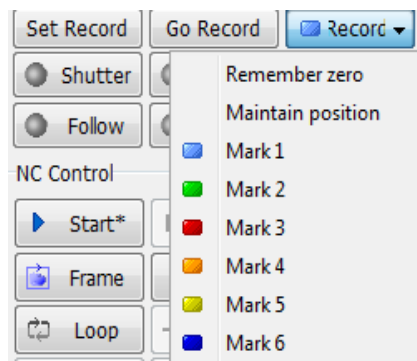 Set Record Go Record Record
Shutter
Follow
NC Control
Start*
Frame
Loop
Remember zero
Maintain position
Mark 1
Mark 2
Mark 3
Mark 4
Mark 5
Mark 6